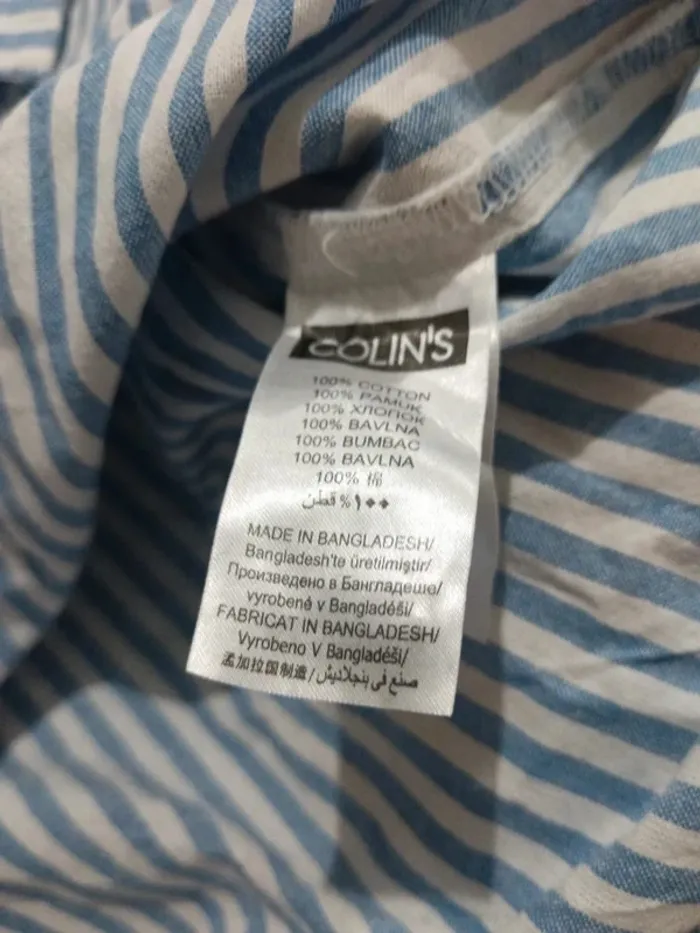 COLIN'S
100% COTTON
100% PAMUK
100% ХЛОПОК
100% BAVLNA
100% BUMBAC
100% BAVLNA
100% 棉
١٠٠% قطن
MADE IN BANGLADESH/
Bangladesh'te üretilmiştir/
Произведено в Бангладеше/
vyrobené v Bangladéši/
FABRICAT IN BANGLADESH/
Vyrobeno V Bangladéši/
孟加拉国制造/صنع في بنجلاديش